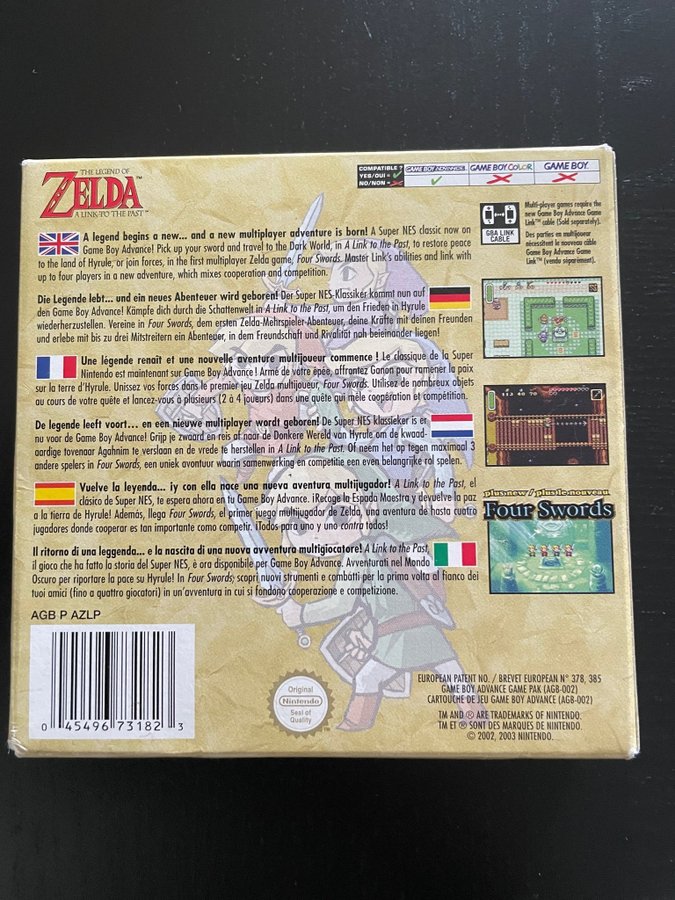 THE LEGEND OF
ZELDA™
A LINK TO THE PAST™
COMPATIBLE ?
YES/OUI =
NO/NON =
GAME BOY ADVANCE
GAME BOY COLOR
GAME BOY
GBA LINK
CABLE
Multi-player games require the
new Game Boy Advance Game
Link™ cable (Sold separately).
Des parties en multijoueur
nécessitent le nouveau câble
Game Boy Advance Game
Link™ (vendu séparément).
A legend begins a new... and a new multiplayer adventure is born! A Super NES classic now on
Game Boy Advance! Pick up your sword and travel to the Dark World, in A Link to the Past, to restore peace
to the land of Hyrule, or join forces, in the first multiplayer Zelda game, Four Swords. Master Link's abilities and link with
up to four players in a new adventure, which mixes cooperation and competition.
Die Legende lebt... und ein neues Abenteuer wird geboren! Der Super NES-Klassiker kommt nun auf
den Game Boy Advance! Kämpfe dich durch die Schattenwelt in A Link to the Past, um den Frieden in Hyrule
wiederherzustellen. Vereine in Four Swords, dem ersten Zelda-Mehrspieler-Abenteuer, deine Kräfte mit deinen Freunden
und erlebe mit bis zu drei Mitstreitern ein Abenteuer, in dem Freundschaft und Rivalität nah beieinander liegen!
Une légende renaît et une nouvelle aventure multijoueur commence ! Le classique de la Super
Nintendo est maintenant sur Game Boy Advance ! Armé de votre épée, affrontez Ganon pour ramener la paix
sur la terre d'Hyrule. Unissez vos forces dans le premier jeu Zelda multijoueur, Four Swords. Utilisez de nombreux objets
au cours de votre quête et lancez-vous à plusieurs (2 à 4 joueurs) dans une quête qui mêle coopération et compétition.
De legende leeft voort... en een nieuwe multiplayer wordt geboren! De Super NES klassieker is er
nu voor de Game Boy Advance! Grijp je zwaard en reis af naar de Donkere Wereld van Hyrule om de kwaad-
aardige tovenaar Agahnim te verslaan en de vrede te herstellen in A Link to the Past. Of neem het op tegen maximaal 3
andere spelers in Four Swords, een uniek avontuur waarin samenwerking en competitie een even belangrijke rol spelen.
Vuelve la leyenda... ¡y con ella nace una nueva aventura multijugador! A Link to the Past, el
clásico de Super NES, te espera ahora en tu Game Boy Advance. ¡Recoge la Espada Maestra y devuelve la paz
a la tierra de Hyrule! Además, llega Four Swords, el primer juego multijugador de Zelda, una aventura de hasta cuatro
jugadores donde cooperar es tan importante como competir. ¡Todos para uno y uno contra todos!
Il ritorno di una leggenda... e la nascita di una nuova avventura multigiocatore! A Link to the Past,
il gioco che ha fatto la storia del Super NES, è ora disponibile per Game Boy Advance. Avventurati nel Mondo
Oscuro per riportare la pace su Hyrule! In Four Swords, scopri nuovi strumenti e combatti per la prima volta al fianco dei
tuoi amici (fino a quattro giocatori) in un'avventura in cui si fondono cooperazione e competizione.
plus new / plus le nouveau
Four Swords
AGB P AZLP
0 45496 73182 3
Original
Nintendo
Seal of
Quality
EUROPEAN PATENT NO. / BREVET EUROPEEN N° 378, 385
GAME BOY ADVANCE GAME PAK (AGB-002)
CARTOUCHE DE JEU GAME BOY ADVANCE (AGB-002)
TM AND ® ARE TRADEMARKS OF NINTENDO.
TM ET ® SONT DES MARQUES DE NINTENDO.
© 2002, 2003 NINTENDO.